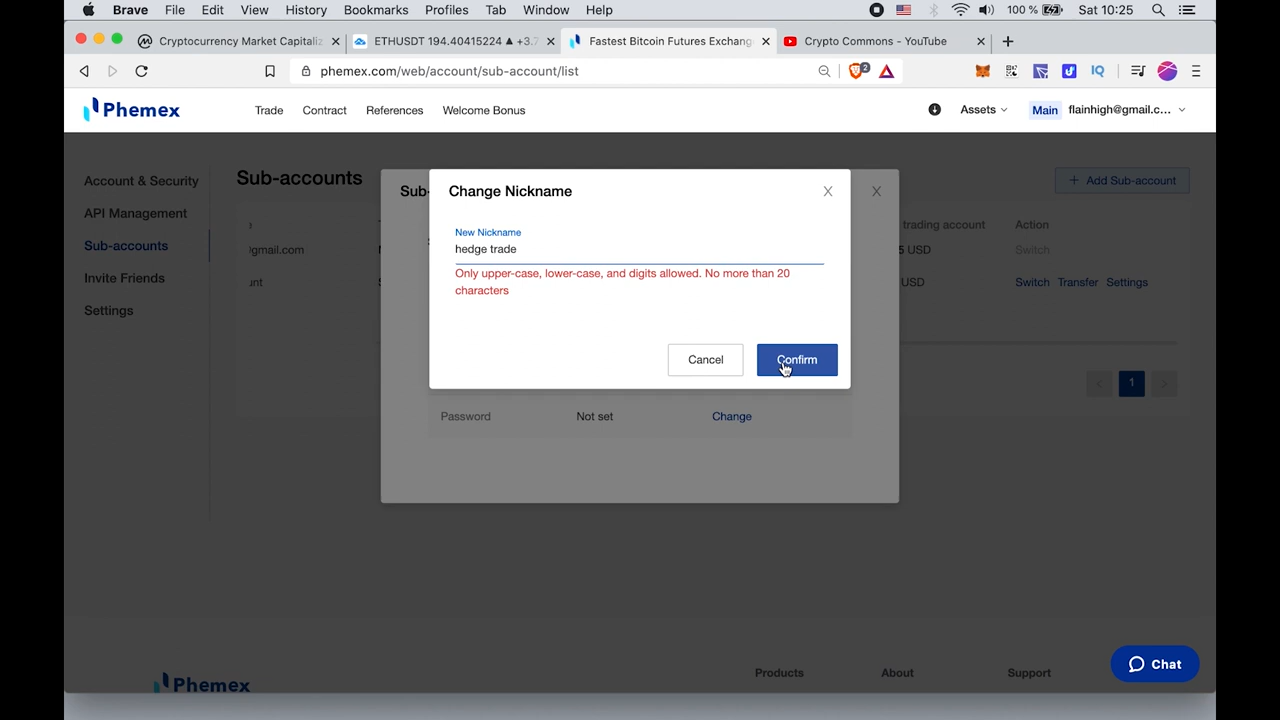 Brave File Edit View History Bookmarks Profiles Tab Window Help 100 % Sat 10:25
Cryptocurrency Market Capitaliz ETHUSDT 194.40415224 ▲ +3.7 Fastest Bitcoin Futures Exchang Crypto Commons - YouTube
phemex.com/web/account/sub-account/list 2 IQ
Phemex Trade Contract References Welcome Bonus Assets Main flainhigh@gmail.c...
Account & Security
API Management
Sub-accounts
Invite Friends
Settings
Sub-accounts + Add Sub-account
Sub-
trading account Action
gmail.com 5 USD Switch
unt USD Switch Transfer Settings
1
Change Nickname X X
New Nickname
hedge trade
Only upper-case, lower-case, and digits allowed. No more than 20
characters
Cancel Confirm
Password Not set Change
Chat
Phemex Products About Support